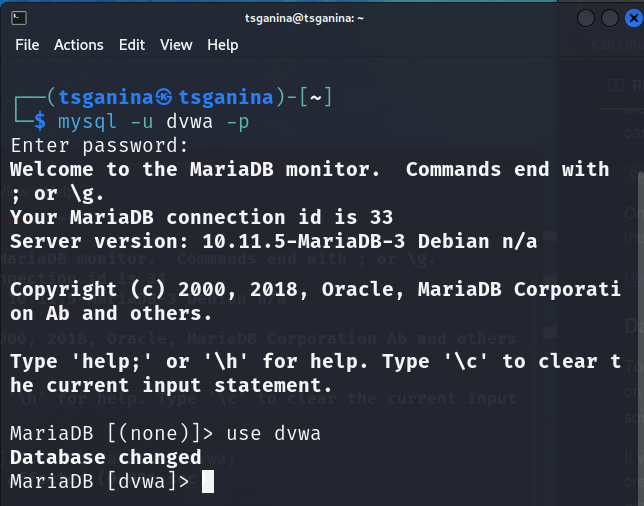 tsganina@tsganina: ~
File Actions Edit View Help
┌──(tsganina㉿tsganina)-[~]
└─$ mysql -u dvwa -p
Enter password:
Welcome to the MariaDB monitor.  Commands end with
; or \g.
Your MariaDB connection id is 33
Server version: 10.11.5-MariaDB-3 Debian n/a

Copyright (c) 2000, 2018, Oracle, MariaDB Corporati
on Ab and others.

Type 'help;' or '\h' for help. Type '\c' to clear t
he current input statement.

MariaDB [(none)]> use dvwa
Database changed
MariaDB [dvwa]>